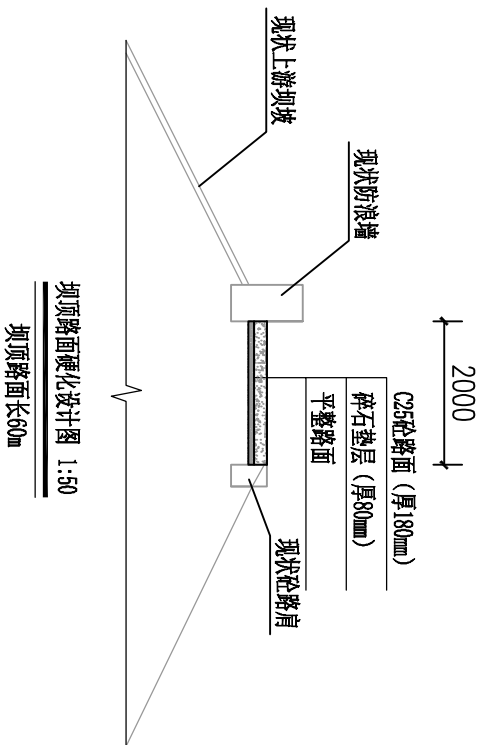 2000
C25砼路面（厚180mm）
碎石垫层（厚80mm）
平整路面
现状防浪墙
现状上游坝坡
现状砼路肩
坝顶路面硬化设计图 1:50
坝顶路面长60m